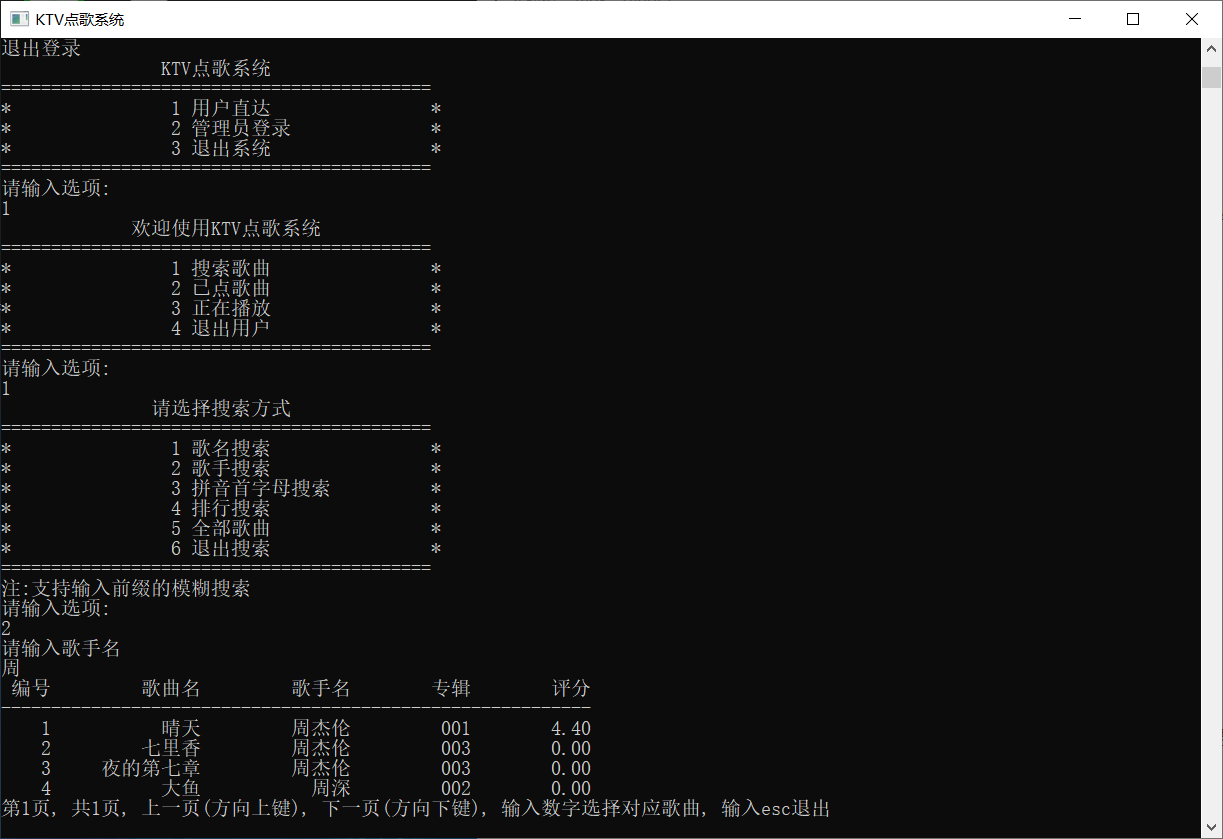 KTV点歌系统
退出登录
KTV点歌系统
===========================================
* 1 用户直达 *
* 2 管理员登录 *
* 3 退出系统 *
===========================================
请输入选项:
1
欢迎使用KTV点歌系统
===========================================
* 1 搜索歌曲 *
* 2 已点歌曲 *
* 3 正在播放 *
* 4 退出用户 *
===========================================
请输入选项:
1
请选择搜索方式
===========================================
* 1 歌名搜索 *
* 2 歌手搜索 *
* 3 拼音首字母搜索 *
* 4 排行搜索 *
* 5 全部歌曲 *
* 6 退出搜索 *
===========================================
注:支持输入前缀的模糊搜索
请输入选项:
2
请输入歌手名
周
编号 歌曲名 歌手名 专辑 评分
-----------------------------------------------------------
1 晴天 周杰伦 001 4.40
2 七里香 周杰伦 003 0.00
3 夜的第七章 周杰伦 003 0.00
4 大鱼 周深 002 0.00
第1页, 共1页, 上一页(方向上键), 下一页(方向下键), 输入数字选择对应歌曲, 输入esc退出